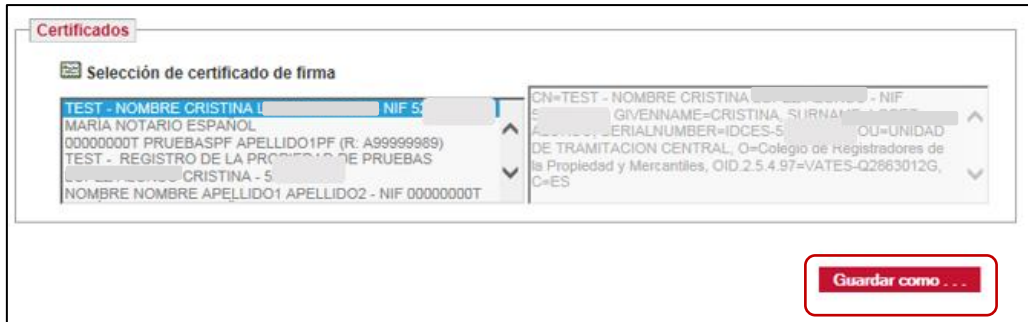 Certificados
Selección de certificado de firma
TEST - NOMBRE CRISTINA NIF 5
MARIA NOTARIO ESPAÑOL
00000000T PRUEBASPF APELLIDO1PF (R: A99999989)
TEST - REGISTRO DE LA PROPIEDAD DE PRUEBAS
CRISTINA - 5
NOMBRE NOMBRE APELLIDO1 APELLIDO2 - NIF 00000000T
CN=TEST - NOMBRE CRISTINA - NIF
GIVENNAME=CRISTINA, SURNAME
SERIALNUMBER=IDCES-5 OU=UNIDAD
DE TRAMITACION CENTRAL, O=Colegio de Registradores de
la Propiedad y Mercantiles, OID.2.5.4.97=VATES-Q2863012G,
C=ES
Guardar como . . .